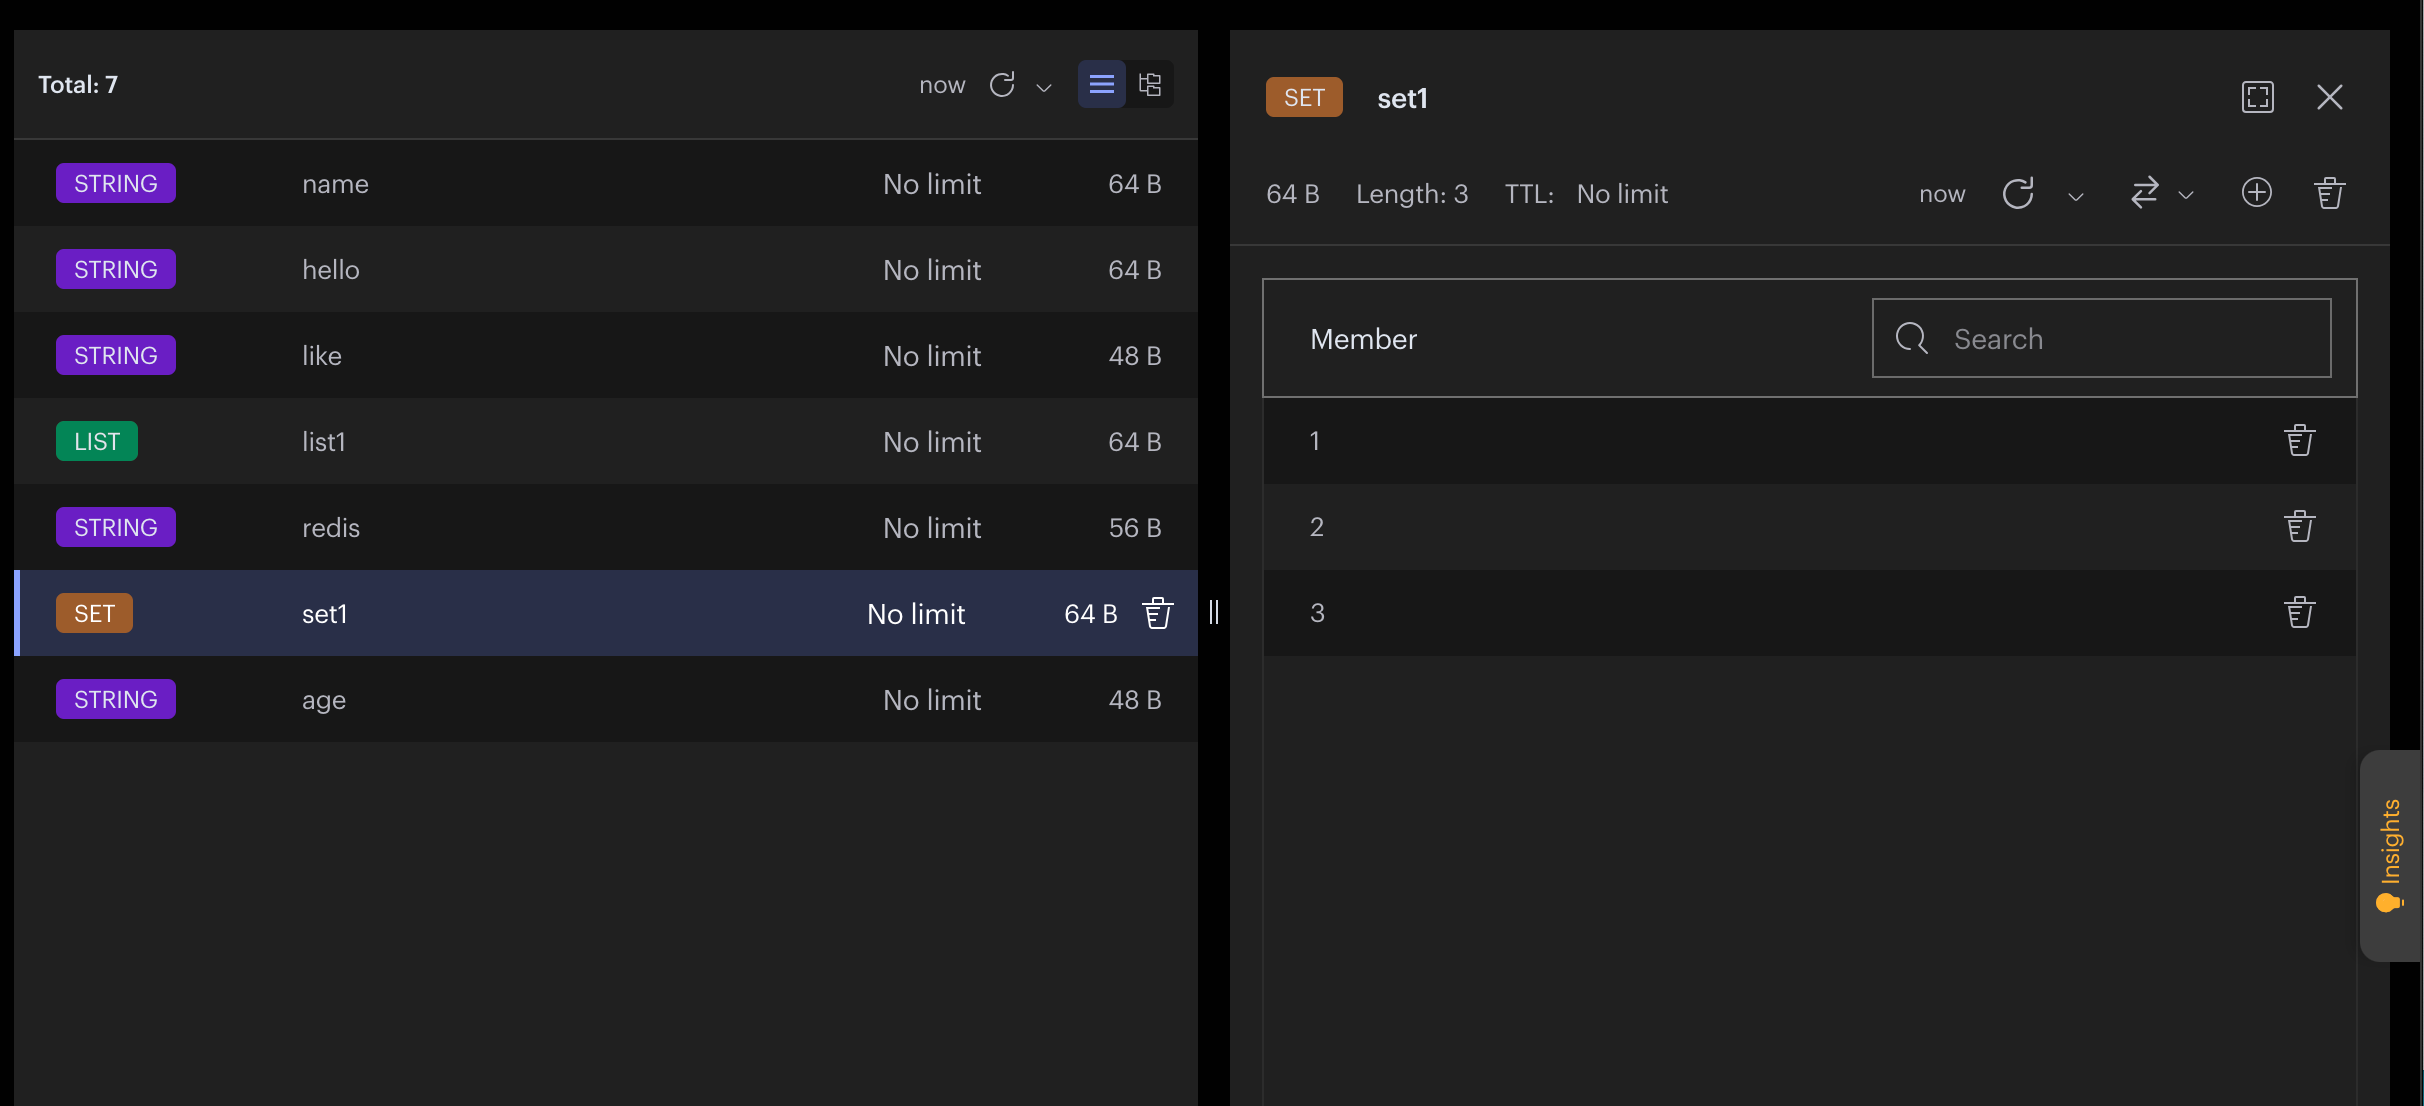 Total: 7 now
STRING name No limit 64 B
STRING hello No limit 64 B
STRING like No limit 48 B
LIST list1 No limit 64 B
STRING redis No limit 56 B
SET set1 No limit 64 B
STRING age No limit 48 B
SET set1
64 B Length: 3 TTL: No limit now
Member Search
1
2
3
Insights